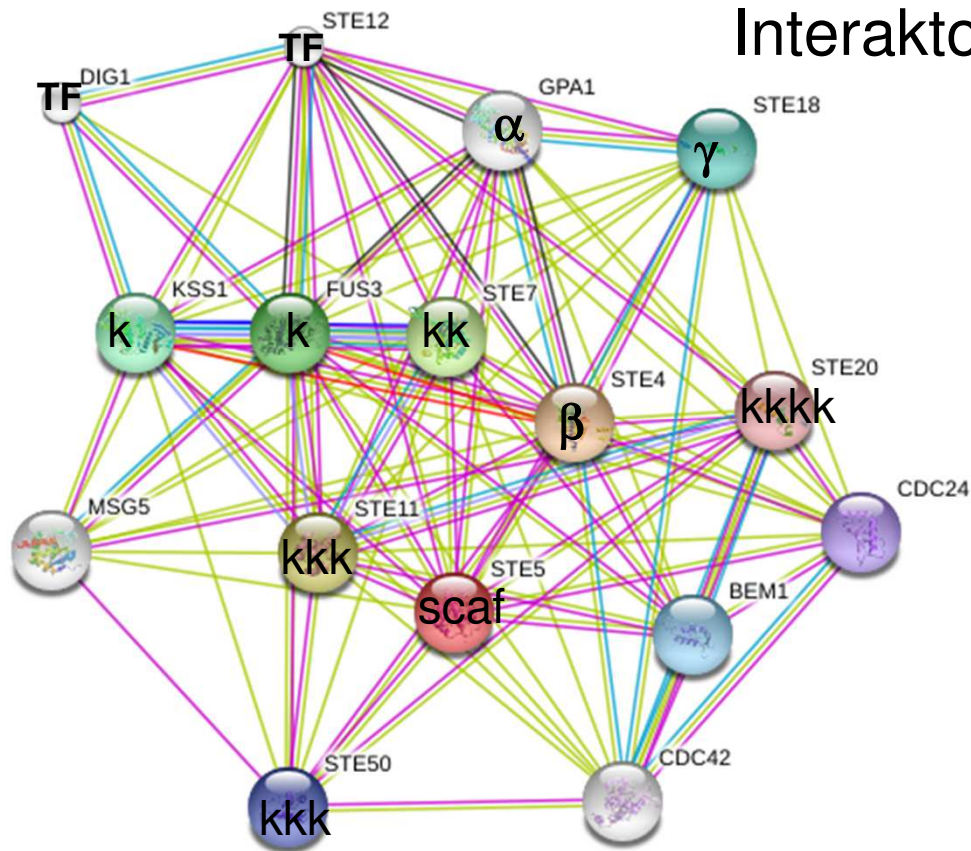 Interakto
STE12
TF
DIG1
TF
GPA1
α
STE18
γ
KSS1
k
FUS3
k
STE7
kk
STE4
β
STE20
kkkk
CDC24
MSG5
STE11
kkk
STE5
scaf
BEM1
STE50
kkk
CDC42